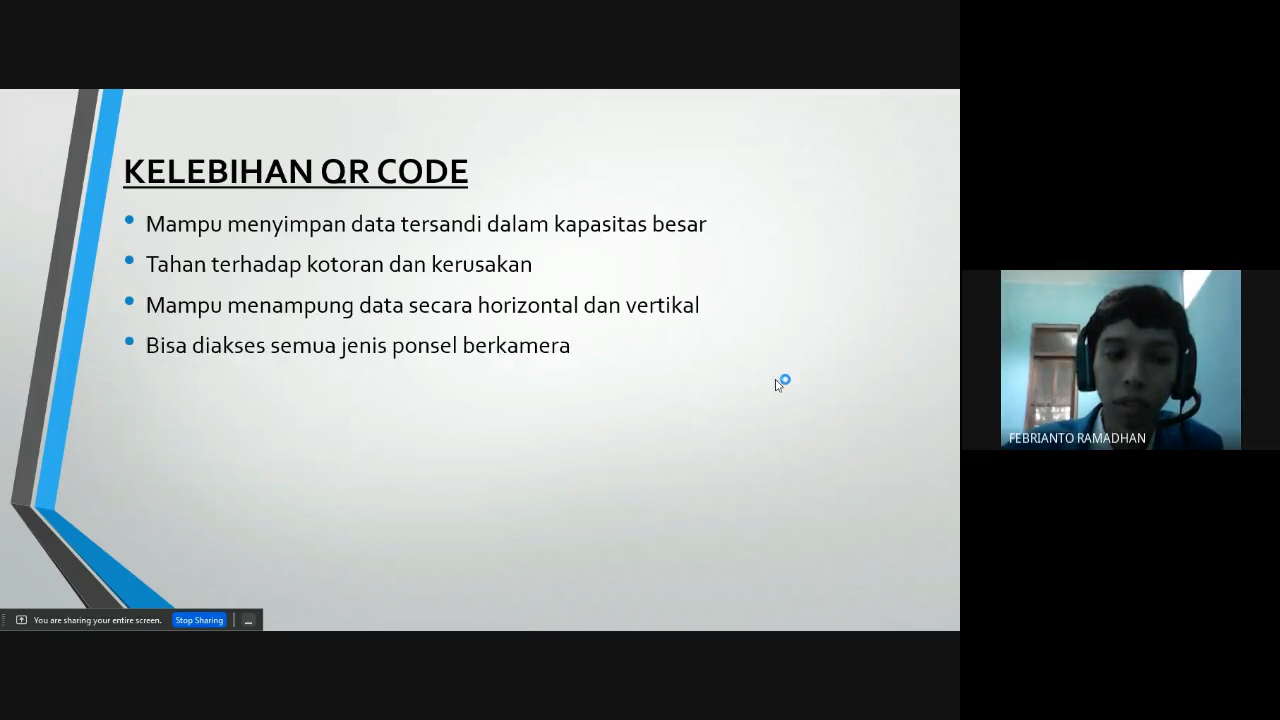 KELEBIHAN QR CODE
Mampu menyimpan data tersandi dalam kapasitas besar
Tahan terhadap kotoran dan kerusakan
Mampu menampung data secara horizontal dan vertikal
Bisa diakses semua jenis ponsel berkamera
FEBRIANTO RAMADHAN
You are sharing your entire screen. Stop Sharing